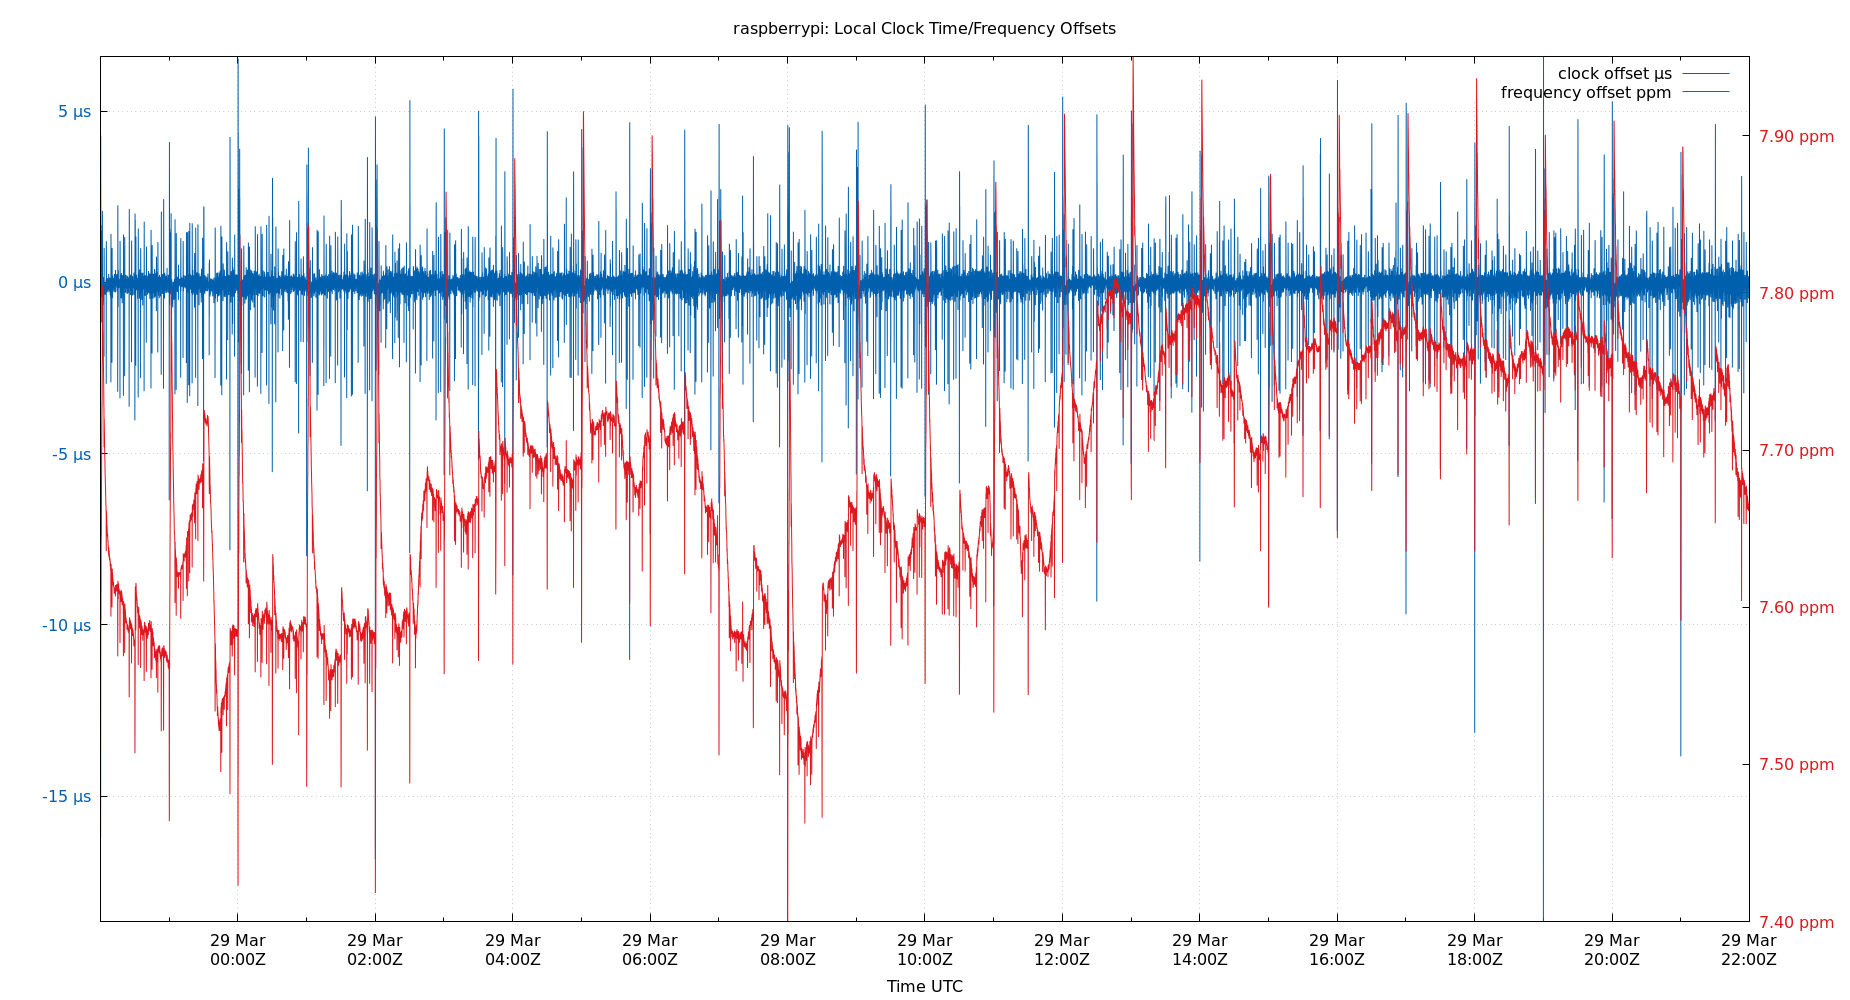 raspberrypi: Local Clock Time/Frequency Offsets
clock offset µs
frequency offset ppm
5 µs
0 µs
-5 µs
-10 µs
-15 µs
7.90 ppm
7.80 ppm
7.70 ppm
7.60 ppm
7.50 ppm
7.40 ppm
29 Mar 29 Mar 29 Mar 29 Mar 29 Mar 29 Mar 29 Mar 29 Mar 29 Mar 29 Mar 29 Mar 29 Mar
00:00Z 02:00Z 04:00Z 06:00Z 08:00Z 10:00Z 12:00Z 14:00Z 16:00Z 18:00Z 20:00Z 22:00Z
Time UTC